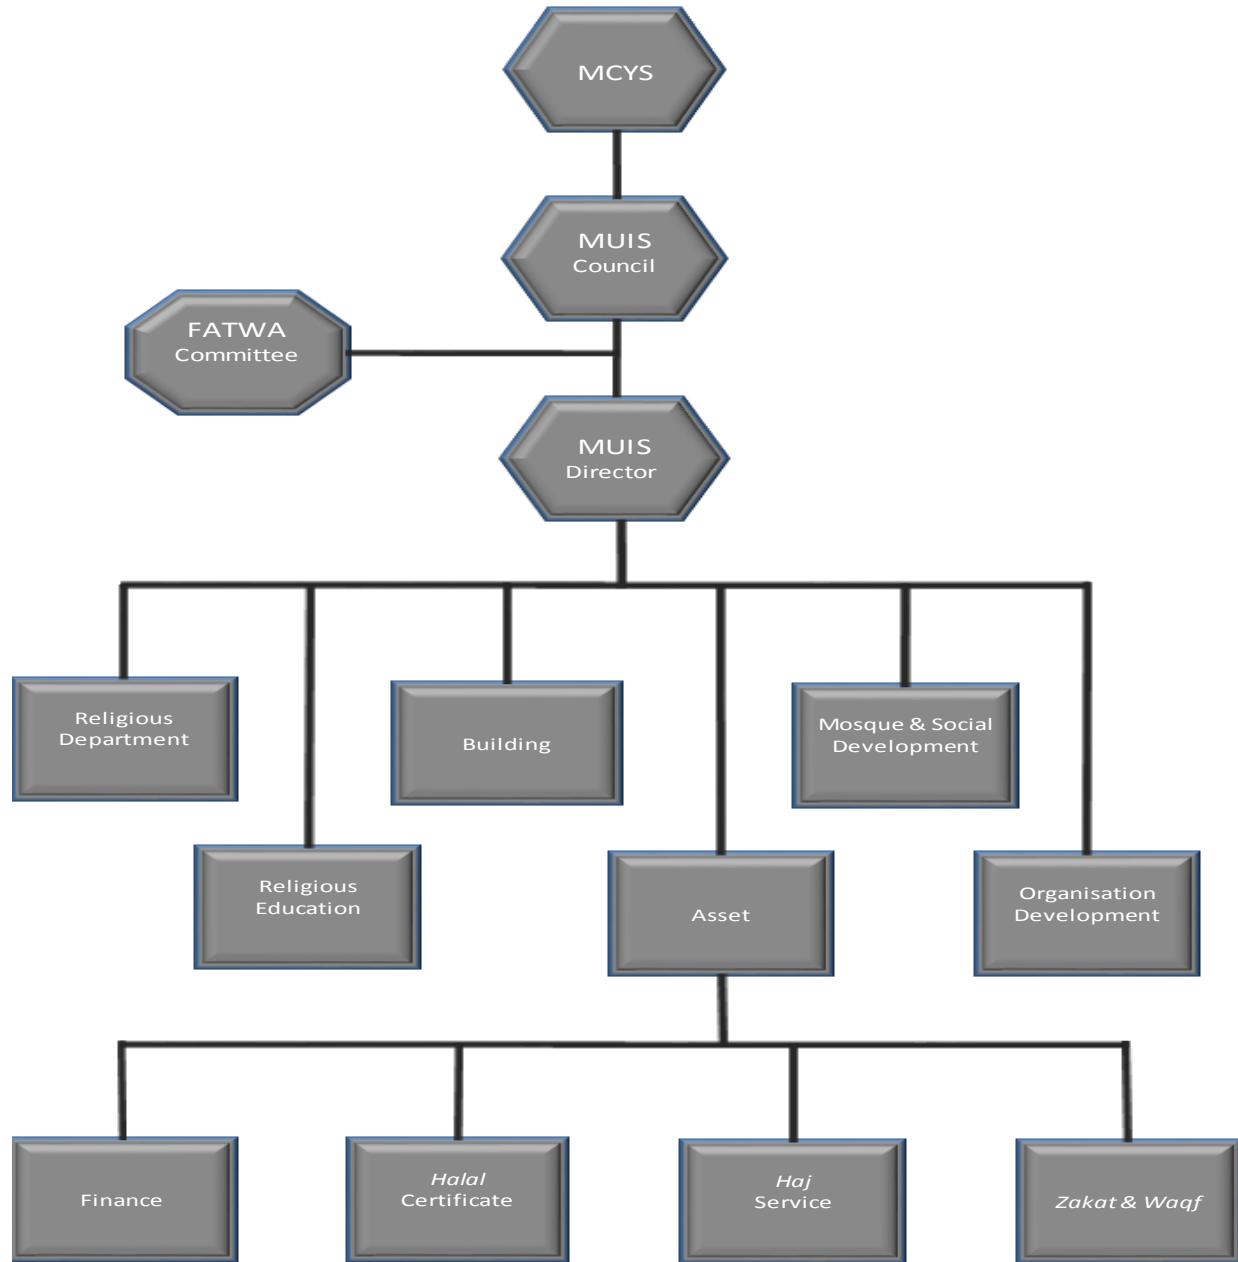 MCYS
MUIS
Council
FATWA
Committee
MUIS
Director
Religious
Department
Building
Mosque & Social
Development
Religious
Education
Asset
Organisation
Development
Finance
Halal
Certificate
Haj
Service
Zakat & Waqf